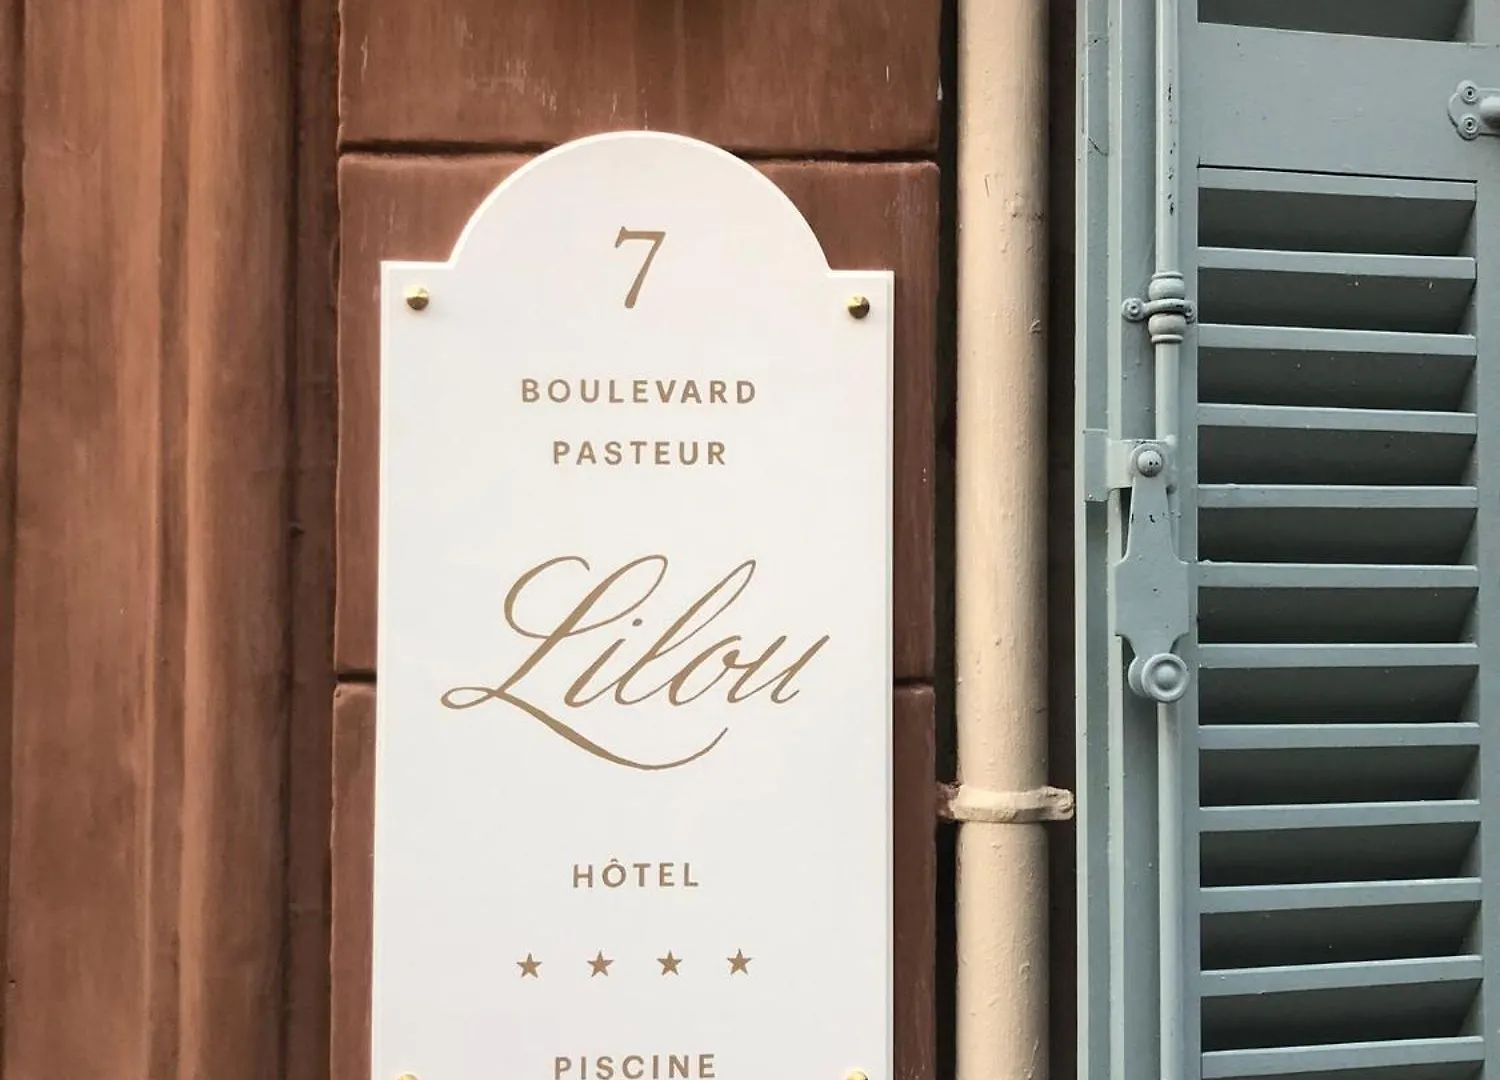 7
BOULEVARD
PASTEUR
Lilou
HÔTEL
★ ★ ★ ★
PISCINE